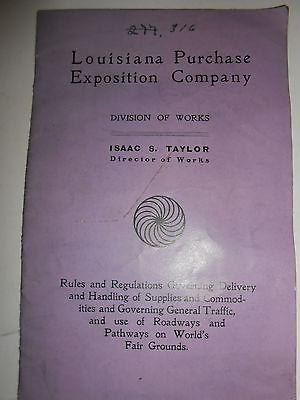 316
Louisiana Purchase
Exposition Company
DIVISION OF WORKS
ISAAC S. TAYLOR
Director of Works
Rules and Regulations Governing Delivery
and Handling of Supplies and Commod-
ities and Governing General Traffic,
and use of Roadways and
Pathways on World's
Fair Grounds.